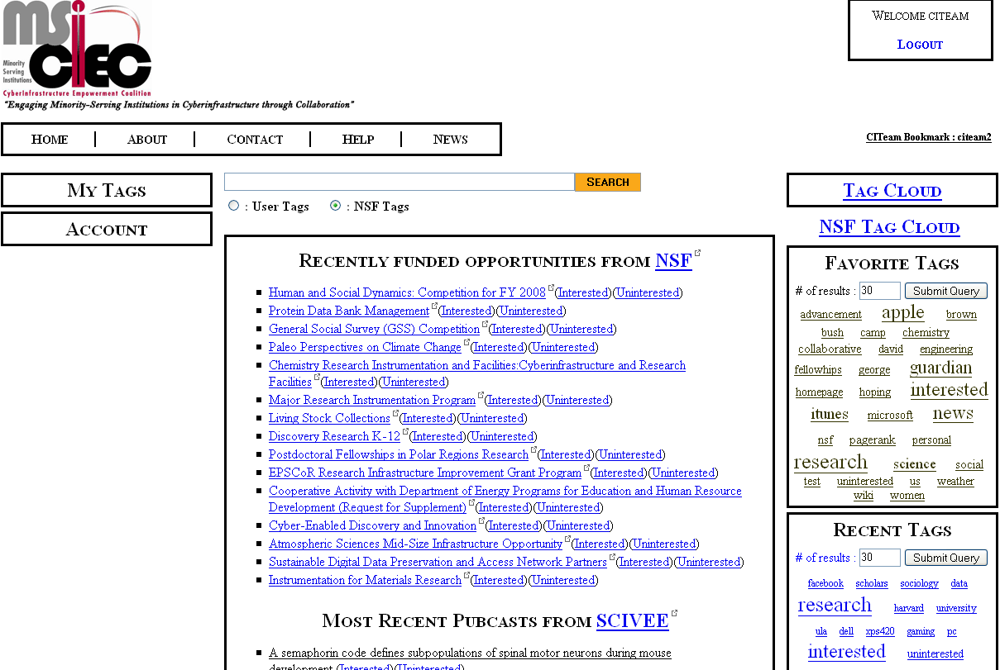 msi
CIEC
Minority
Serving
Institutions
CyberInfrastructure Empowerment Coalition
"Engaging Minority-Serving Institutions in Cyberinfrastructure through Collaboration"
Welcome citeam
Logout
Home
About
Contact
Help
News
CITeam Bookmark : citeam2
My Tags
Account
Search
: User Tags : NSF Tags
Recently funded opportunities from NSF
Human and Social Dynamics: Competition for FY 2008 (Interested)(Uninterested)
Protein Data Bank Management (Interested)(Uninterested)
General Social Survey (GSS) Competition (Interested)(Uninterested)
Paleo Perspectives on Climate Change (Interested)(Uninterested)
Chemistry Research Instrumentation and Facilities:Cyberinfrastructure and Research
Facilities (Interested)(Uninterested)
Major Research Instrumentation Program (Interested)(Uninterested)
Living Stock Collections (Interested)(Uninterested)
Discovery Research K-12 (Interested)(Uninterested)
Postdoctoral Fellowships in Polar Regions Research (Interested)(Uninterested)
EPSCoR Research Infrastructure Improvement Grant Program (Interested)(Uninterested)
Cooperative Activity with Department of Energy Programs for Education and Human Resource
Development (Request for Supplement) (Interested)(Uninterested)
Cyber-Enabled Discovery and Innovation (Interested)(Uninterested)
Atmospheric Sciences Mid-Size Infrastructure Opportunity (Interested)(Uninterested)
Sustainable Digital Data Preservation and Access Network Partners (Interested)(Uninterested)
Instrumentation for Materials Research (Interested)(Uninterested)
Most Recent Pubcasts from SCIVEE
A semaphorin code defines subpopulations of spinal motor neurons during mouse
development (Interested)(Uninterested)
Tag Cloud
NSF Tag Cloud
Favorite Tags
# of results : 30 Submit Query
advancement apple brown
bush camp chemistry
collaborative david engineering
fellowhips george guardian
homepage hoping interested
itunes microsoft news
nsf pagerank personal
research science social
test uninterested us weather
wiki women
Recent Tags
# of results : 30 Submit Query
facebook scholars sociology data
research harvard university
ula dell xps420 gaming pc
interested uninterested